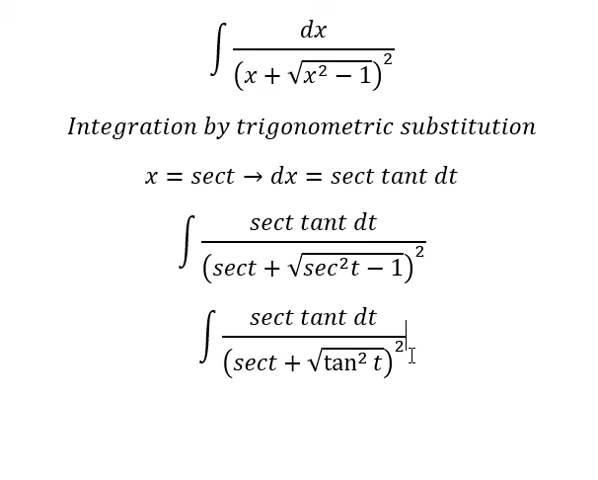 ∫ dx / (x + √x² − 1)²
Integration by trigonometric substitution
x = sect → dx = sect tant dt
∫ sect tant dt / (sect + √sec²t − 1)²
∫ sect tant dt / (sect + √tan² t)²